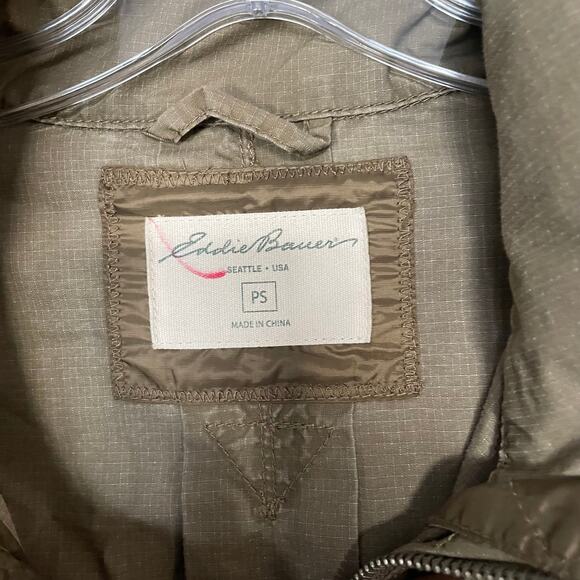 Eddie Bauer
SEATTLE • USA
PS
MADE IN CHINA